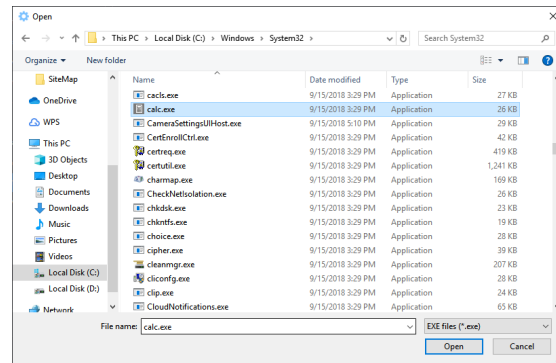 Open
This PC > Local Disk (C:) > Windows > System32 >
Search System32
Organize
New folder
SiteMap
OneDrive
WPS
This PC
3D Objects
Desktop
Documents
Downloads
Music
Pictures
Videos
Local Disk (C:)
Local Disk (D:)
Network
Name Date modified Type Size
cacls.exe 9/15/2018 3:29 PM Application 27 KB
calc.exe 9/15/2018 3:29 PM Application 26 KB
CameraSettingsUIHost.exe 9/15/2018 5:10 PM Application 29 KB
CertEnrollCtrl.exe 9/15/2018 3:29 PM Application 42 KB
certreq.exe 9/15/2018 3:29 PM Application 419 KB
certutil.exe 9/15/2018 3:29 PM Application 1,241 KB
charmap.exe 9/15/2018 3:29 PM Application 169 KB
CheckNetIsolation.exe 9/15/2018 3:29 PM Application 26 KB
chkdsk.exe 9/15/2018 3:29 PM Application 23 KB
chkntfs.exe 9/15/2018 3:29 PM Application 19 KB
choice.exe 9/15/2018 3:29 PM Application 28 KB
cipher.exe 9/15/2018 3:29 PM Application 39 KB
cleanmgr.exe 9/15/2018 3:29 PM Application 207 KB
cliconfg.exe 9/15/2018 3:29 PM Application 28 KB
clip.exe 9/15/2018 3:29 PM Application 24 KB
CloudNotifications.exe 9/15/2018 3:29 PM Application 65 KB
File name: calc.exe
EXE files (*.exe)
Open
Cancel